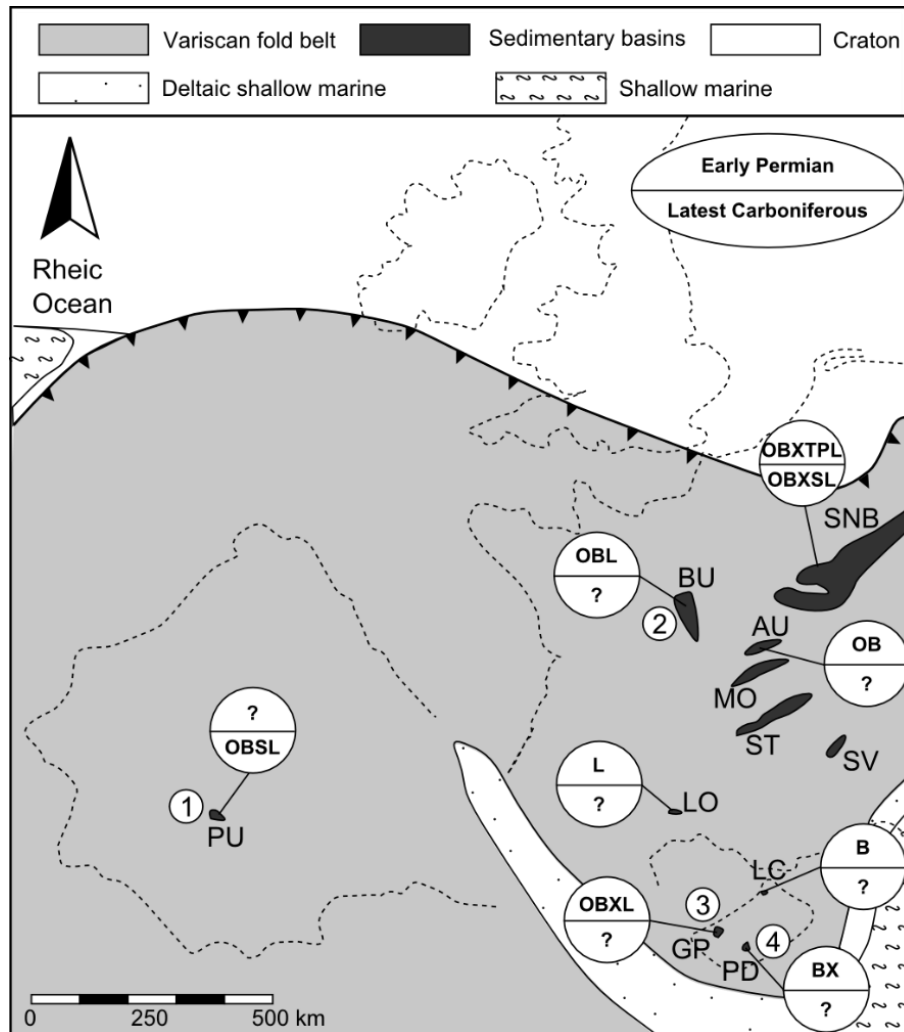 Variscan fold belt
Sedimentary basins
Craton
Deltaic shallow marine
Shallow marine
Early Permian
Latest Carboniferous
Rheic
Ocean
OBXTPL
OBXSL
SNB
OBL
?
BU
2
AU
OB
?
MO
ST
SV
?
OBSL
1
PU
L
?
LO
B
?
LC
OBXL
?
3
GP
4
PD
BX
?
0
250
500 km